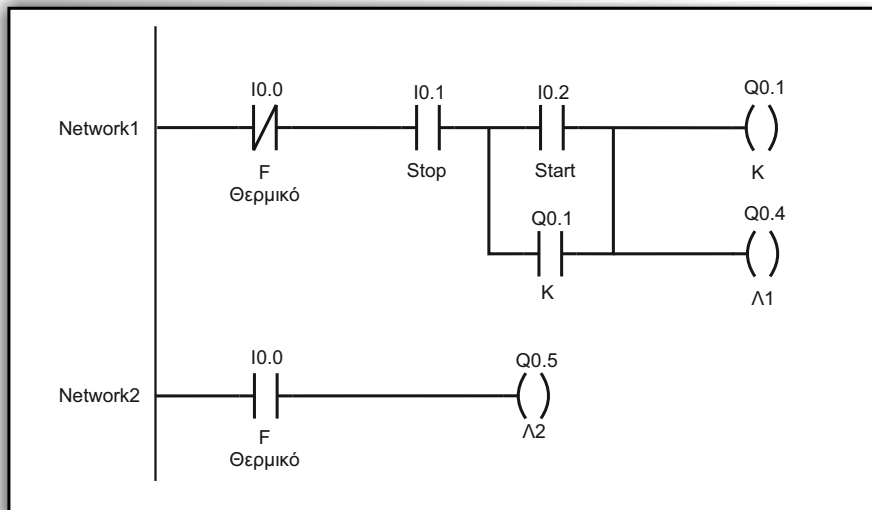 I0.0
I0.1
I0.2
Q0.1
Network1
F
Θερμικό
Stop
Start
K
Q0.1
K
Q0.4
Λ1
I0.0
Q0.5
Network2
F
Θερμικό
Λ2